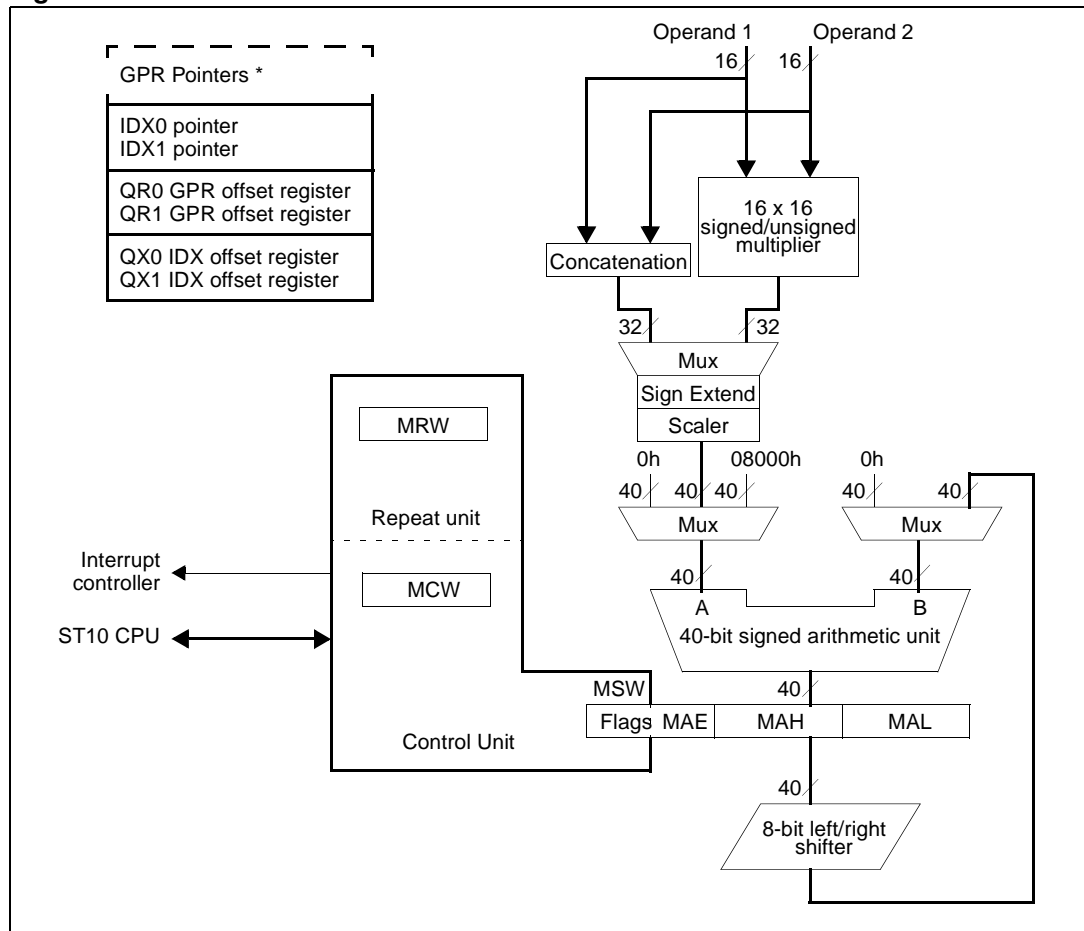 Operand 1
Operand 2
16
16
GPR Pointers *
IDX0 pointer
IDX1 pointer
QR0 GPR offset register
QR1 GPR offset register
QX0 IDX offset register
QX1 IDX offset register
16 x 16
signed/unsigned
multiplier
Concatenation
32
32
Mux
Sign Extend
Scaler
MRW
0h
08000h
0h
40
40
40
40
40
Repeat unit
Mux
Mux
Interrupt
controller
MCW
40
40
A
B
40-bit signed arithmetic unit
ST10 CPU
MSW
40
Flags
MAE
MAH
MAL
Control Unit
40
8-bit left/right
shifter